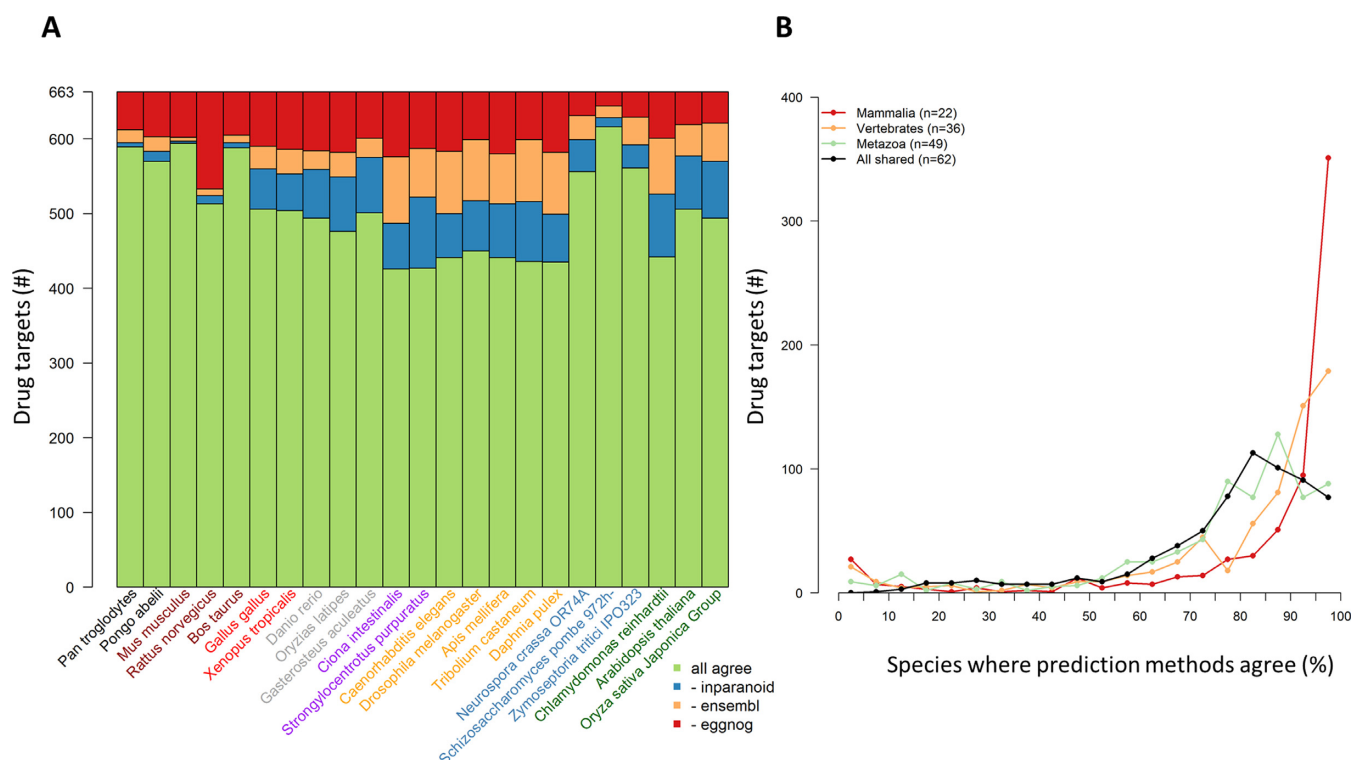 A
663
600
500
400
300
200
100
0
Drug targets (#)
Pan troglodytes
Pongo abelii
Mus musculus
Rattus norvegicus
Bos taurus
Gallus gallus
Xenopus tropicalis
Danio rerio
Oryzias latipes
Gasterosteus aculeatus
Ciona intestinalis
Strongylocentrotus purpuratus
Caenorhabditis elegans
Drosophila melanogaster
Apis mellifera
Tribolium castaneum
Daphnia pulex
Neurospora crassa OR74A
Schizosaccharomyces pombe 972h-
Zymoseptoria tritici IPO323
Chlamydomonas reinhardtii
Arabidopsis thaliana
Oryza sativa Japonica Group
all agree
- inparanoid
- ensembl
- eggnog
B
400
300
200
100
0
Drug targets (#)
Mammalia (n=22)
Vertebrates (n=36)
Metazoa (n=49)
All shared (n=62)
0 10 20 30 40 50 60 70 80 90 100
Species where prediction methods agree (%)